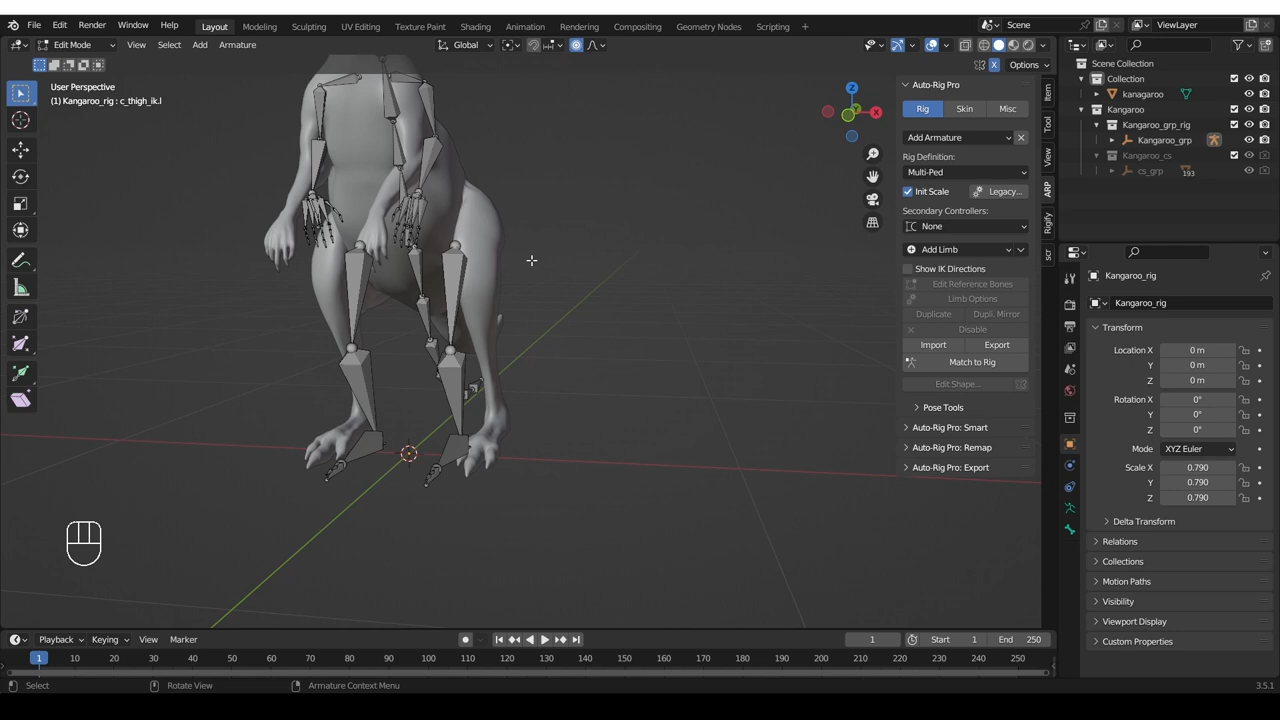 File Edit Render Window Help Layout Modeling Sculpting UV Editing Texture Paint Shading Animation Rendering Compositing Geometry Nodes Scripting + Scene ViewLayer
Edit Mode View Select Add Armature Global
X Options
User Perspective
(1) Kangaroo_rig : c_thigh_ik.l
Z
X
Auto-Rig Pro
Rig Skin Misc
Add Armature
Rig Definition:
Multi-Ped
Init Scale Legacy...
Secondary Controllers:
None
Add Limb
Show IK Directions
Edit Reference Bones
Limb Options
Duplicate Dupli. Mirror
Disable
Import Export
Match to Rig
Edit Shape...
Pose Tools
Auto-Rig Pro: Smart
Auto-Rig Pro: Remap
Auto-Rig Pro: Export
Item
Tool
View
ARP
Rigify
scr
Scene Collection
Collection
kanagaroo
Kangaroo
Kangaroo_grp_rig
Kangaroo_grp
Kangaroo_cs
cs_grp 193
Kangaroo_rig
Kangaroo_rig
Transform
Location X 0 m
Y 0 m
Z 0 m
Rotation X 0°
Y 0°
Z 0°
Mode XYZ Euler
Scale X 0.790
Y 0.790
Z 0.790
Delta Transform
Relations
Collections
Motion Paths
Visibility
Viewport Display
Custom Properties
Playback Keying View Marker 1 Start 1 End 250
1 10 20 30 40 50 60 70 80 90 100 110 120 130 140 150 160 170 180 190 200 210 220 230 240 250
Select Rotate View Armature Context Menu 3.5.1